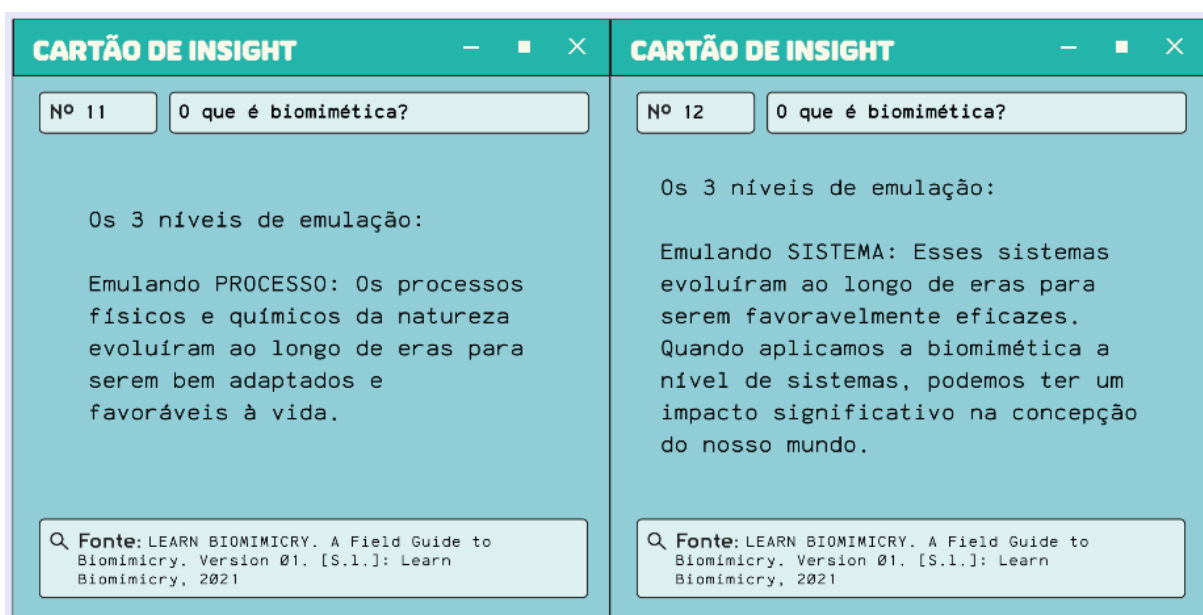 CARTÃO DE INSIGHT
Nº 11
O que é biomimética?
Os 3 níveis de emulação:
Emulando PROCESSO: Os processos
físicos e químicos da natureza
evoluíram ao longo de eras para
serem bem adaptados e
favoráveis à vida.
Fonte: LEARN BIOMIMICRY. A Field Guide to
Biomimicry. Version 01. [S.l.]: Learn
Biomimicry, 2021
CARTÃO DE INSIGHT
Nº 12
O que é biomimética?
Os 3 níveis de emulação:
Emulando SISTEMA: Esses sistemas
evoluíram ao longo de eras para
serem favoravelmente eficazes.
Quando aplicamos a biomimética a
nível de sistemas, podemos ter um
impacto significativo na concepção
do nosso mundo.
Fonte: LEARN BIOMIMICRY. A Field Guide to
Biomimicry. Version 01. [S.l.]: Learn
Biomimicry, 2021